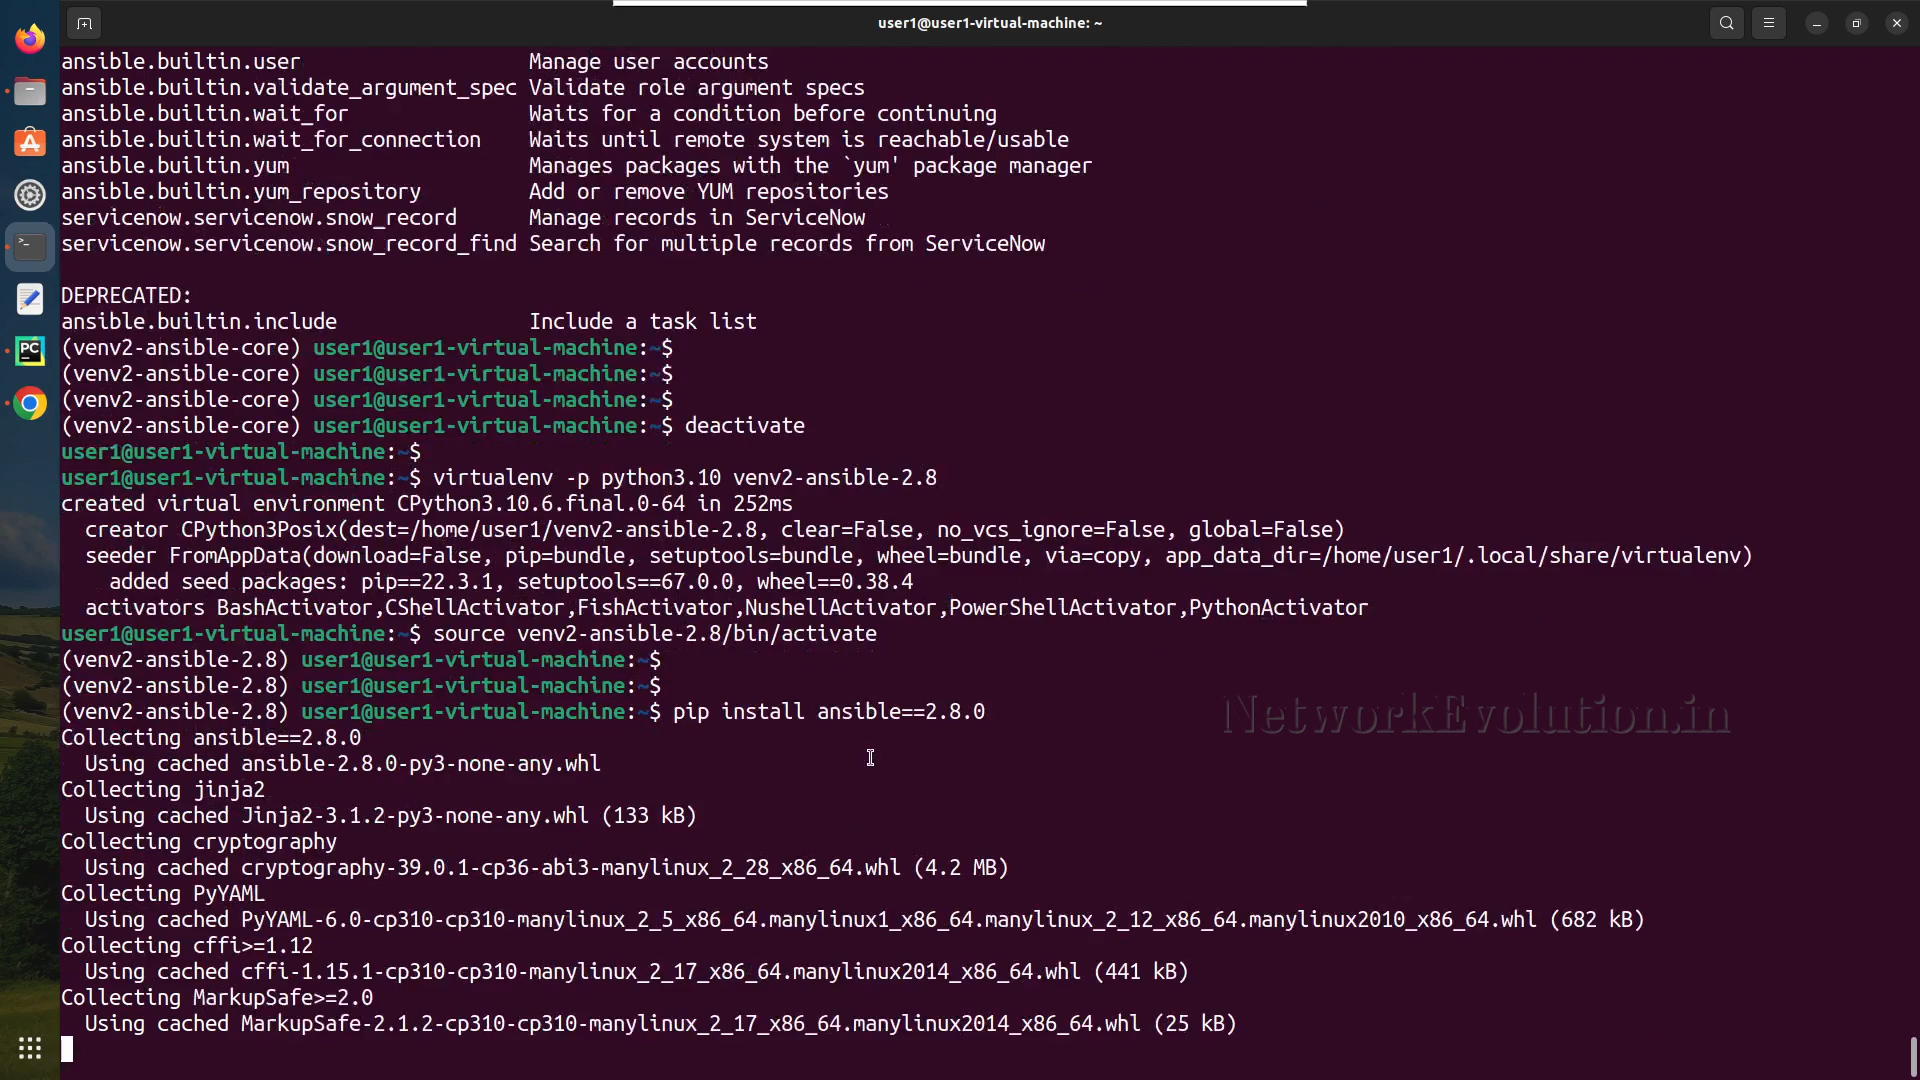 user1@user1-virtual-machine: ~
ansible.builtin.user Manage user accounts
ansible.builtin.validate_argument_spec Validate role argument specs
ansible.builtin.wait_for Waits for a condition before continuing
ansible.builtin.wait_for_connection Waits until remote system is reachable/usable
ansible.builtin.yum Manages packages with the `yum' package manager
ansible.builtin.yum_repository Add or remove YUM repositories
servicenow.servicenow.snow_record Manage records in ServiceNow
servicenow.servicenow.snow_record_find Search for multiple records from ServiceNow
DEPRECATED:
ansible.builtin.include Include a task list
(venv2-ansible-core) user1@user1-virtual-machine:~$
(venv2-ansible-core) user1@user1-virtual-machine:~$
(venv2-ansible-core) user1@user1-virtual-machine:~$
(venv2-ansible-core) user1@user1-virtual-machine:~$ deactivate
user1@user1-virtual-machine:~$
user1@user1-virtual-machine:~$ virtualenv -p python3.10 venv2-ansible-2.8
created virtual environment CPython3.10.6.final.0-64 in 252ms
creator CPython3Posix(dest=/home/user1/venv2-ansible-2.8, clear=False, no_vcs_ignore=False, global=False)
seeder FromAppData(download=False, pip=bundle, setuptools=bundle, wheel=bundle, via=copy, app_data_dir=/home/user1/.local/share/virtualenv)
added seed packages: pip==22.3.1, setuptools==67.0.0, wheel==0.38.4
activators BashActivator,CShellActivator,FishActivator,NushellActivator,PowerShellActivator,PythonActivator
user1@user1-virtual-machine:~$ source venv2-ansible-2.8/bin/activate
(venv2-ansible-2.8) user1@user1-virtual-machine:~$
(venv2-ansible-2.8) user1@user1-virtual-machine:~$
(venv2-ansible-2.8) user1@user1-virtual-machine:~$ pip install ansible==2.8.0
NetworkEvolution.in
Collecting ansible==2.8.0
Using cached ansible-2.8.0-py3-none-any.whl
Collecting jinja2
Using cached Jinja2-3.1.2-py3-none-any.whl (133 kB)
Collecting cryptography
Using cached cryptography-39.0.1-cp36-abi3-manylinux_2_28_x86_64.whl (4.2 MB)
Collecting PyYAML
Using cached PyYAML-6.0-cp310-cp310-manylinux_2_5_x86_64.manylinux1_x86_64.manylinux_2_12_x86_64.manylinux2010_x86_64.whl (682 kB)
Collecting cffi>=1.12
Using cached cffi-1.15.1-cp310-cp310-manylinux_2_17_x86_64.manylinux2014_x86_64.whl (441 kB)
Collecting MarkupSafe>=2.0
Using cached MarkupSafe-2.1.2-cp310-cp310-manylinux_2_17_x86_64.manylinux2014_x86_64.whl (25 kB)
PC